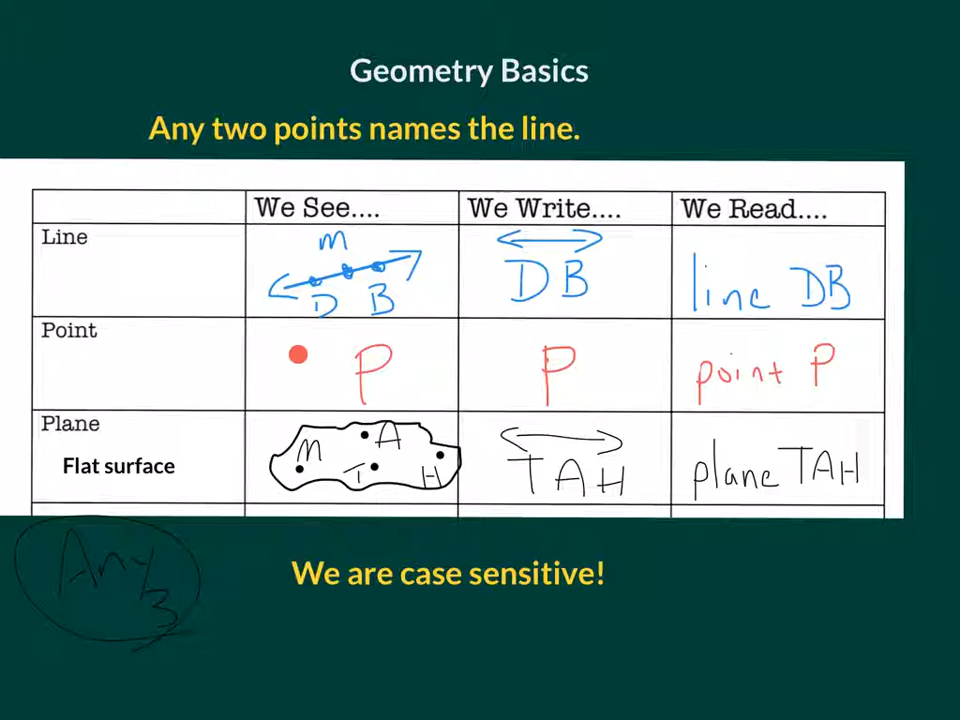 Geometry Basics
Any two points names the line.
We See.... We Write.... We Read....
Line
m
D B
DB
line DB
Point
P
P
point P
Plane
Flat surface
M A T H
TAH
plane TAH
Any 3
We are case sensitive!